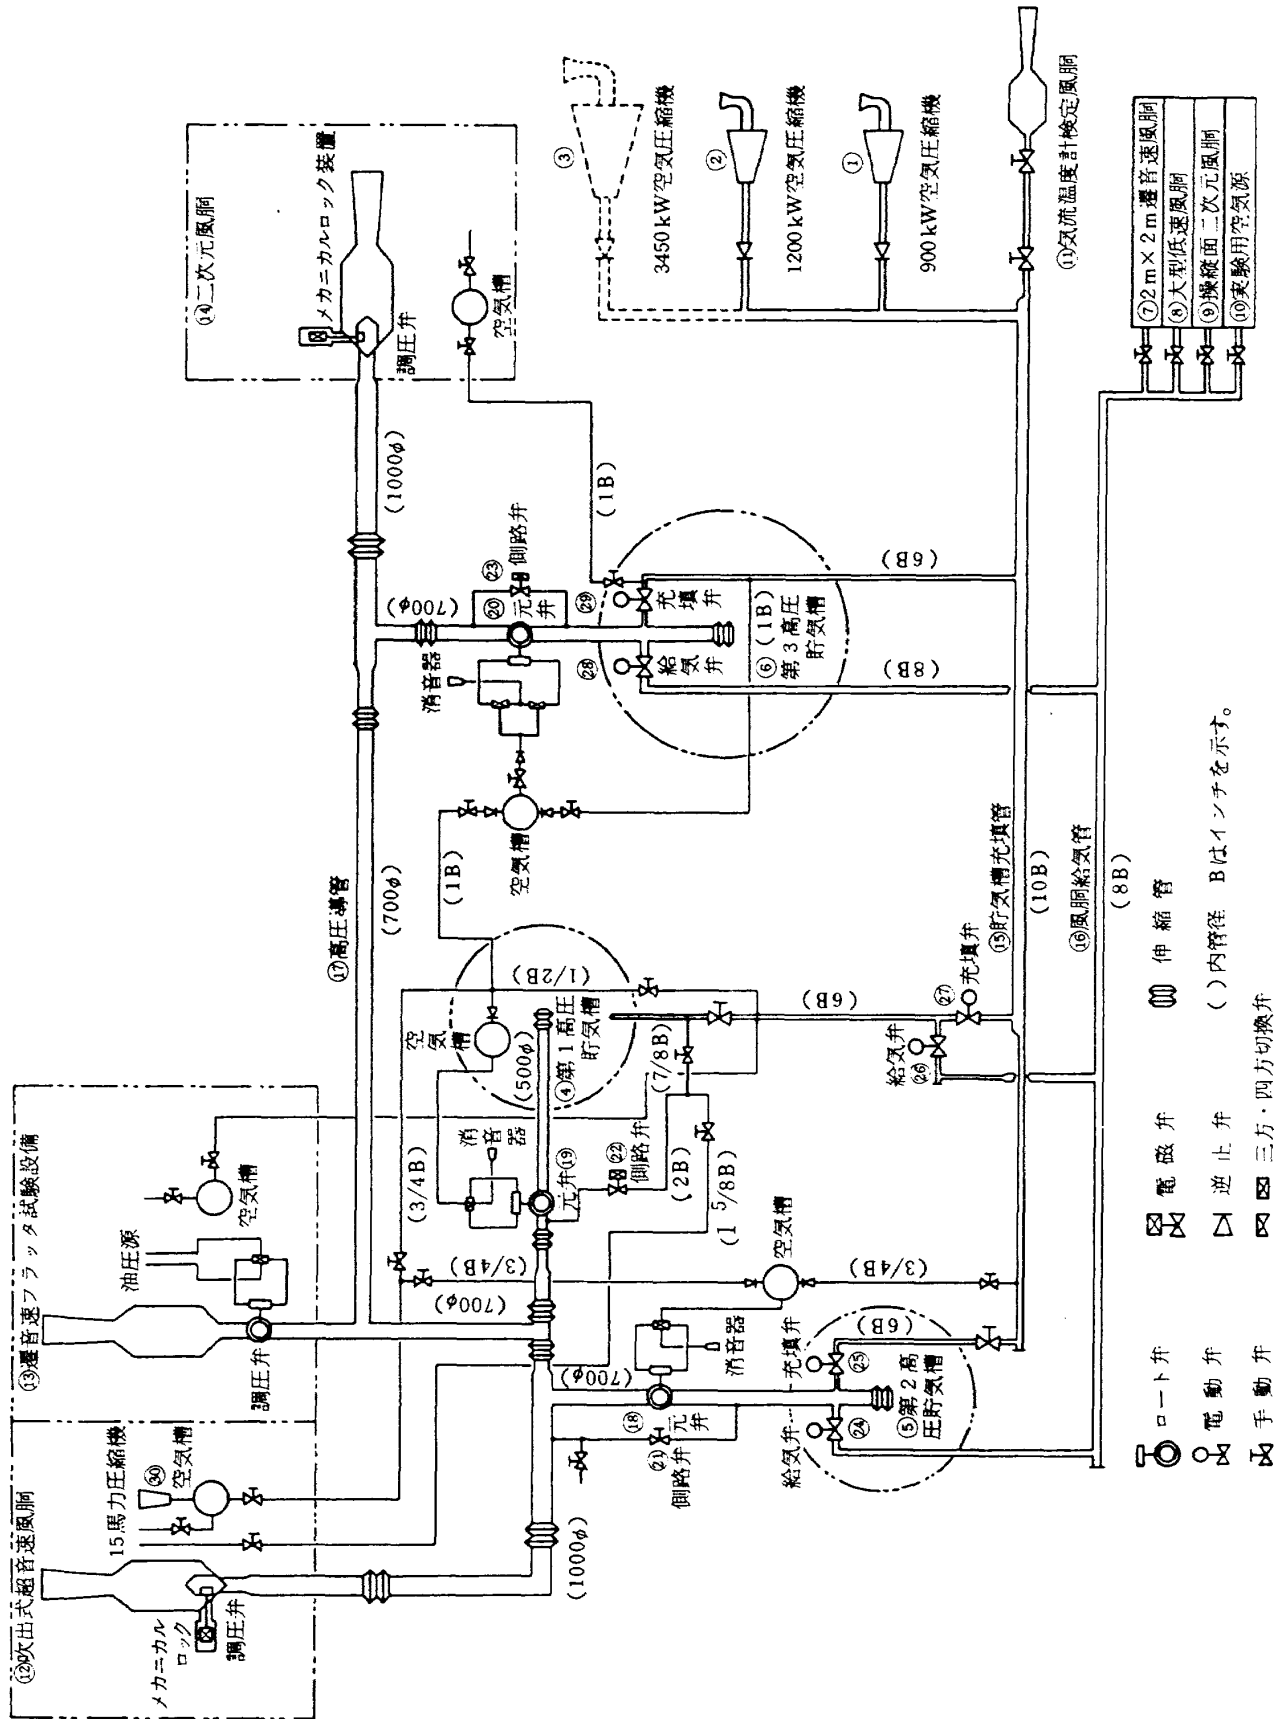 ⑫吹出式超音速風胴
メカニカル
ロック
調圧弁
15馬力圧縮機
㉚
空気槽
⑬遷音速フラッタ試験設備
調圧弁
油圧源
空気槽
⑭二次元風胴
メカニカルロック装置
調圧弁
空気槽
(1000φ)
⑰高圧導管
(700φ)
(1000φ)
(700φ)
⑳
元弁
㉓
側路弁
消音器
空気槽
(1B)
(1B)
㉘
給気弁
㉙
充填弁
⑥
(1B)
第3高圧
貯気槽
(6B)
(8B)
③
3450kW空気圧縮機
②
1200kW空気圧縮機
①
900kW空気圧縮機
⑪気流温度計検定風胴
⑦2m×2m遷音速風胴
⑧大型低速風胴
⑨操縦面二次元風胴
⑩実験用空気源
空気槽
(1/2B)
(500φ)
④第1高圧
貯気槽
(3/4B)
消音器
元弁⑲
㉒
側路弁
(7/8B)
(2B)
(1 5/8B)
(6B)
給気弁
㉖
㉗
充填弁
⑮貯気槽充填管
(10B)
⑯風胴給気管
(8B)
(3/4B)
(700φ)
空気槽
(3/4B)
(700φ)
⑱
元弁
㉑
側路弁
消音器
給気弁
㉔
充填弁
㉕
(6B)
⑤第2高
圧貯気槽
ロート弁
電動弁
手動弁
電磁弁
逆止弁
三方・四方切換弁
伸縮管
( )内管径 Bはインチを示す。